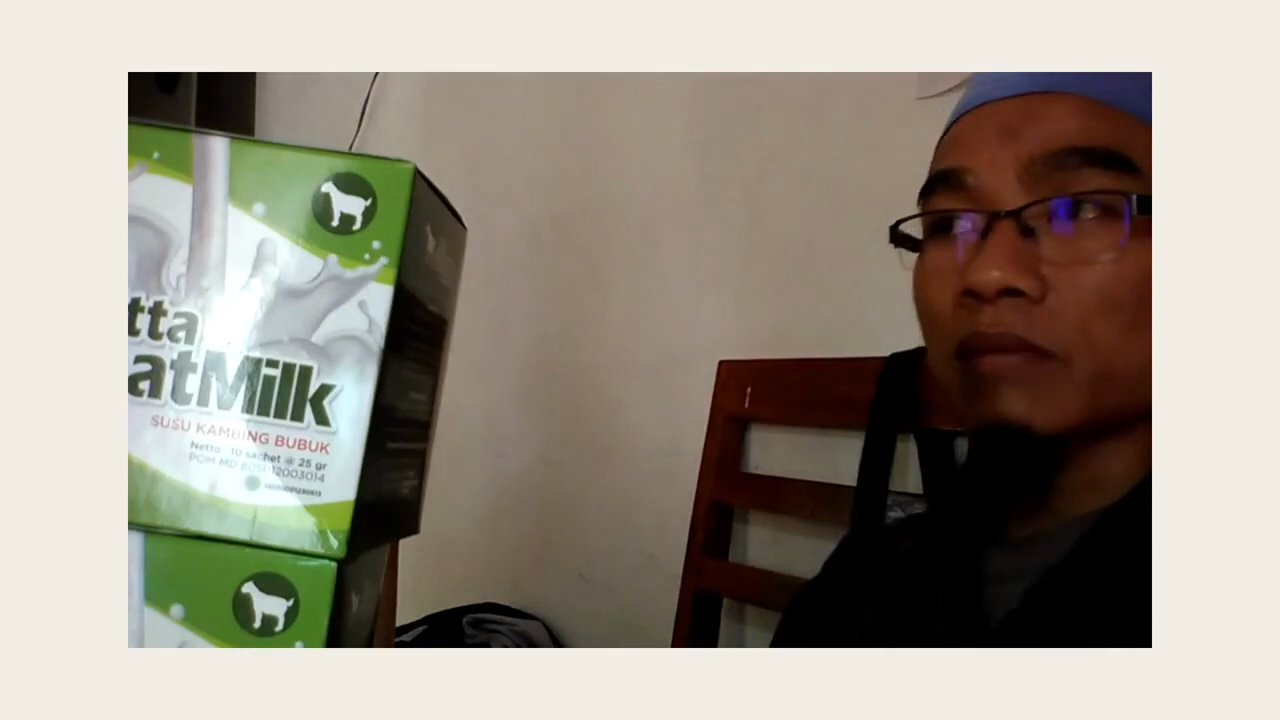 tta
atMilk
SUSU KAMBING BUBUK
Netto 10 sachet @ 25 gr
POM MD